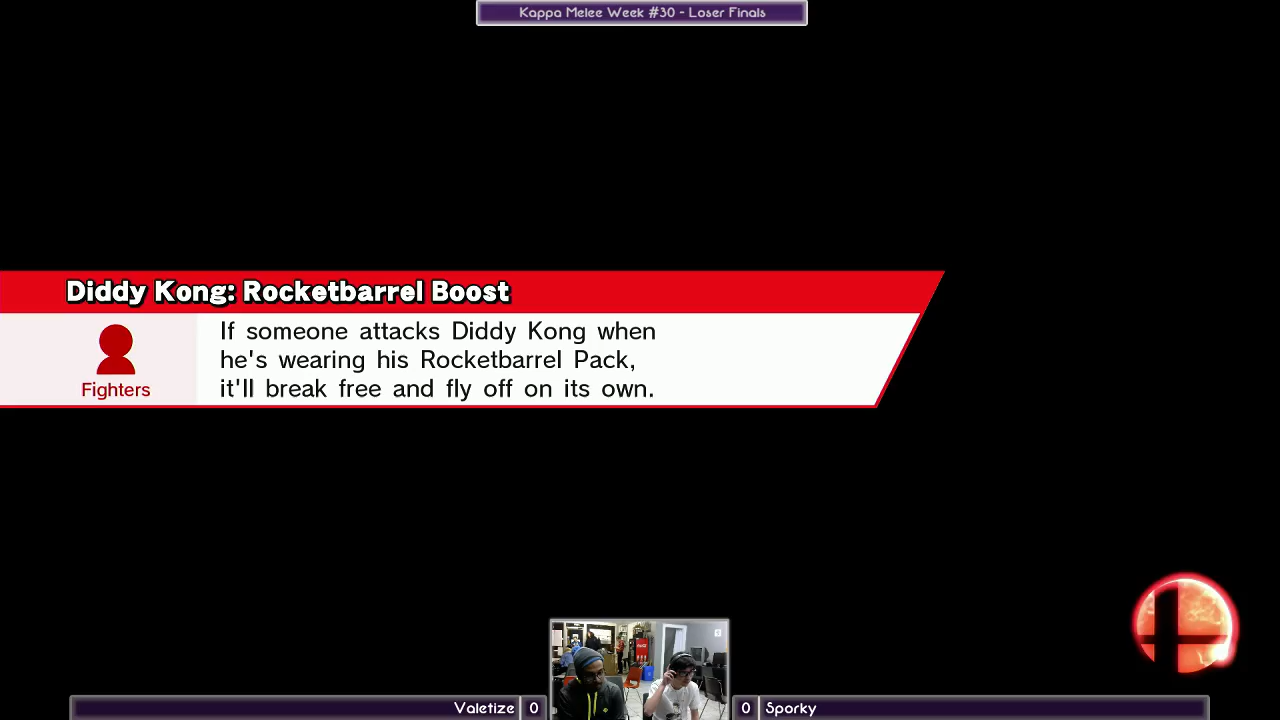 Kappa Melee Week #30 - Loser Finals
Diddy Kong: Rocketbarrel Boost
If someone attacks Diddy Kong when
he's wearing his Rocketbarrel Pack,
it'll break free and fly off on its own.
Fighters
Valetize 0
0 Sporky